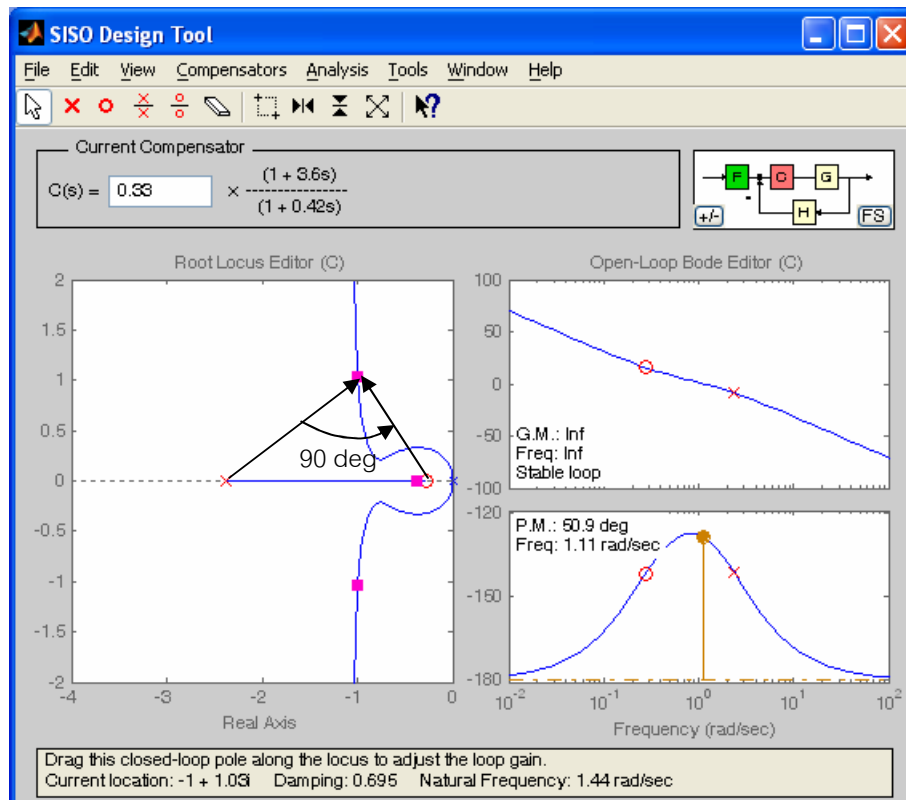 SISO Design Tool
File Edit View Compensators Analysis Tools Window Help
Current Compensator
C(s) = 0.33 × (1 + 3.6s)
(1 + 0.42s)
F C G
H
+/- FS
Root Locus Editor (C)
2
1.5
1
0.5
0
-0.5
-1
-1.5
-2
90 deg
-4 -3 -2 -1 0
Real Axis
Open-Loop Bode Editor (C)
100
50
0
-50
-100
G.M.: Inf
Freq: Inf
Stable loop
-120
-150
-180
P.M.: 50.9 deg
Freq: 1.11 rad/sec
10^-2 10^-1 10^0 10^1 10^2
Frequency (rad/sec)
Drag this closed-loop pole along the locus to adjust the loop gain.
Current location: -1 + 1.03i Damping: 0.695 Natural Frequency: 1.44 rad/sec